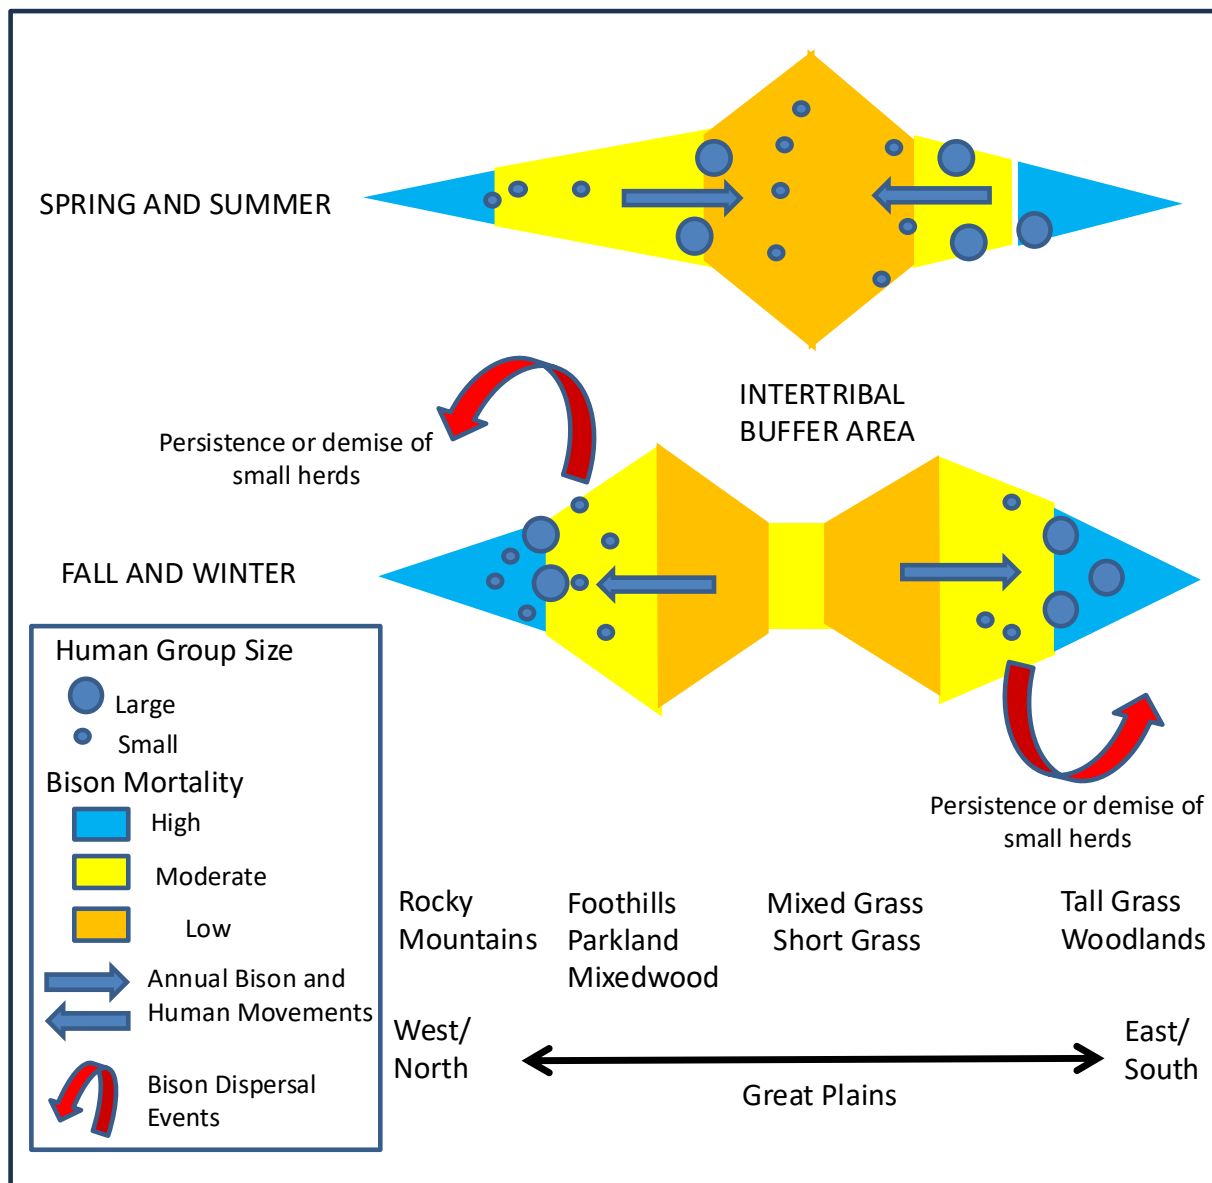 SPRING AND SUMMER
INTERTRIBAL
BUFFER AREA
Persistence or demise of
small herds
FALL AND WINTER
Persistence or demise of
small herds
Human Group Size
Large
Small
Bison Mortality
High
Moderate
Low
Annual Bison and
Human Movements
Bison Dispersal
Events
Rocky
Mountains
Foothills
Parkland
Mixedwood
Mixed Grass
Short Grass
Tall Grass
Woodlands
West/
North
East/
South
Great Plains